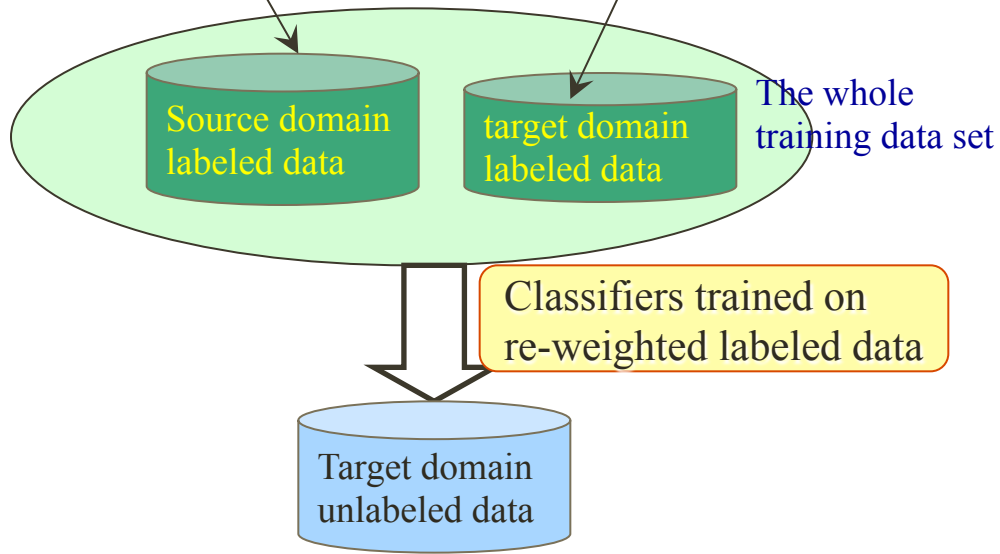 Source domain
labeled data
target domain
labeled data
The whole
training data set
Classifiers trained on
re-weighted labeled data
Target domain
unlabeled data